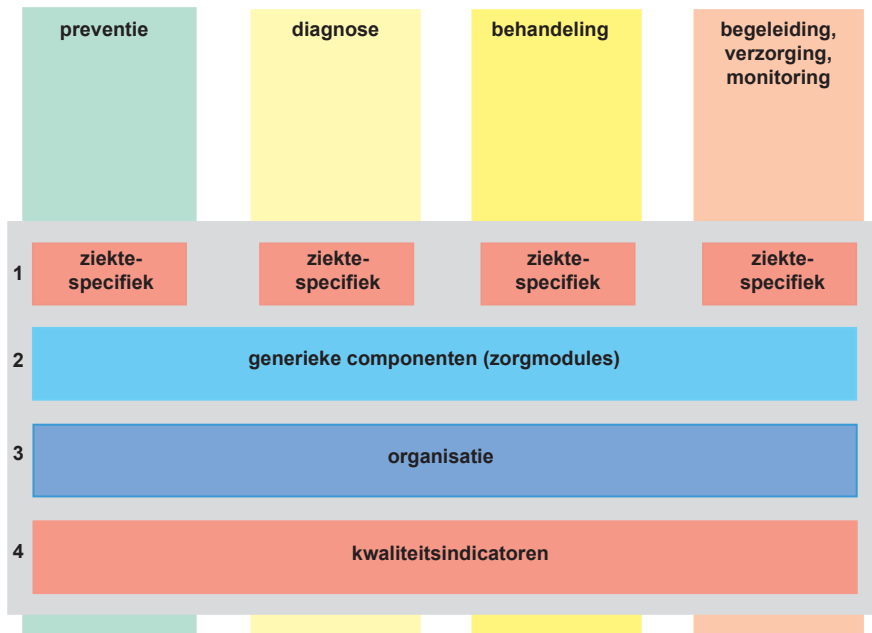 preventie
diagnose
behandeling
begeleiding,
verzorging,
monitoring
1
ziekte-
specifiek
ziekte-
specifiek
ziekte-
specifiek
ziekte-
specifiek
2
generieke componenten (zorgmodules)
3
organisatie
4
kwaliteitsindicatoren